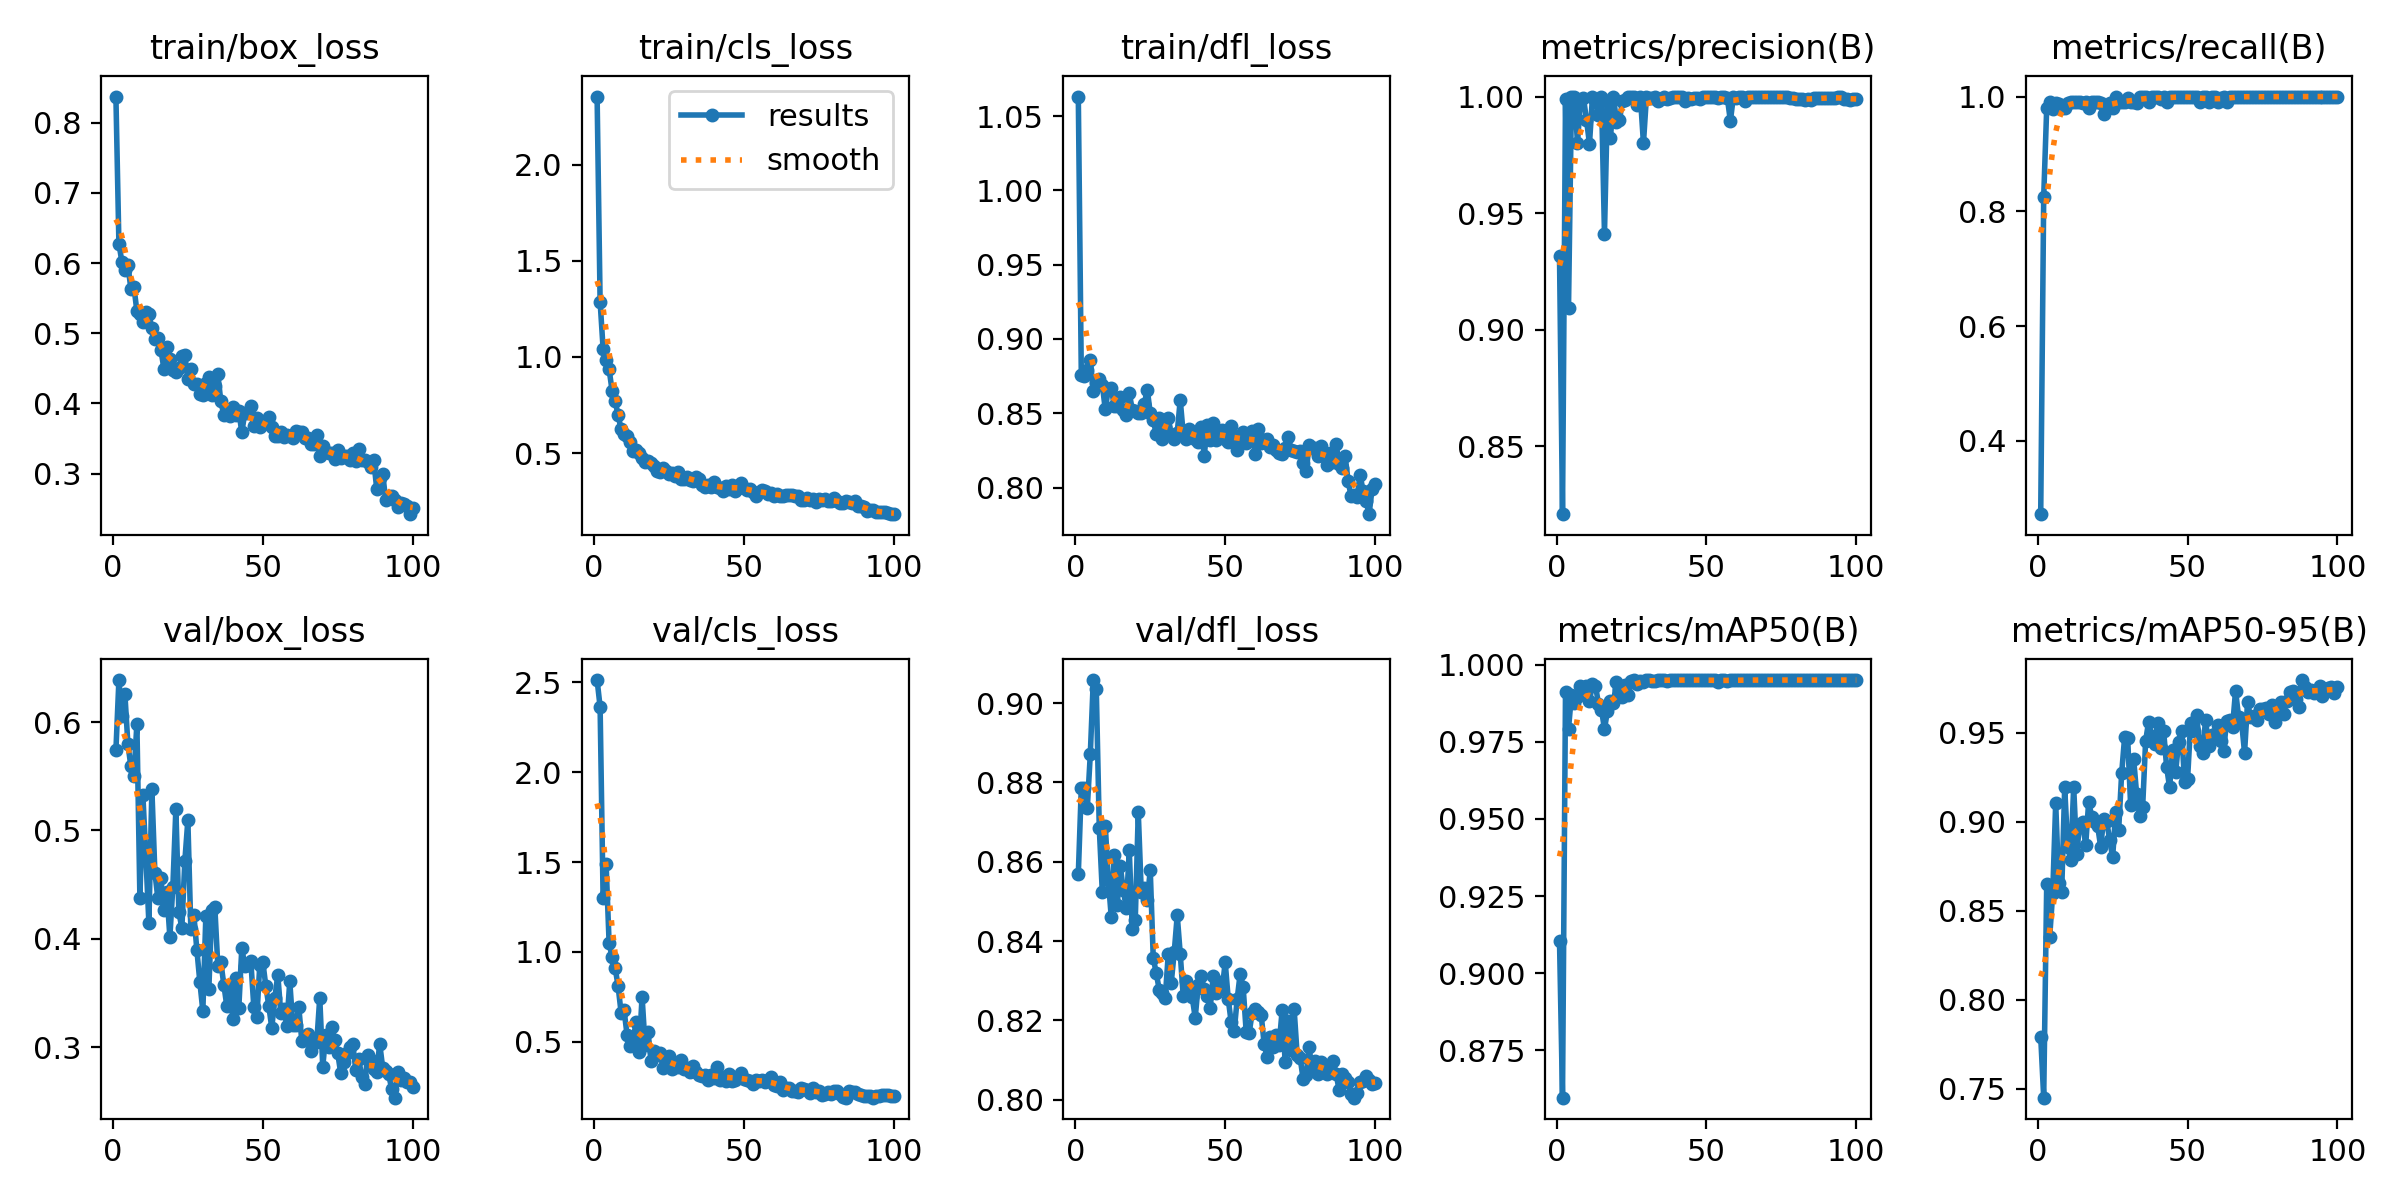 train/box_loss
0.8
0.7
0.6
0.5
0.4
0.3
0 50 100
train/cls_loss
results
smooth
2.0
1.5
1.0
0.5
0 50 100
train/dfl_loss
1.05
1.00
0.95
0.90
0.85
0.80
0 50 100
metrics/precision(B)
1.00
0.95
0.90
0.85
0 50 100
metrics/recall(B)
1.0
0.8
0.6
0.4
0 50 100
val/box_loss
0.6
0.5
0.4
0.3
0 50 100
val/cls_loss
2.5
2.0
1.5
1.0
0.5
0 50 100
val/dfl_loss
0.90
0.88
0.86
0.84
0.82
0.80
0 50 100
metrics/mAP50(B)
1.000
0.975
0.950
0.925
0.900
0.875
0 50 100
metrics/mAP50-95(B)
0.95
0.90
0.85
0.80
0.75
0 50 100